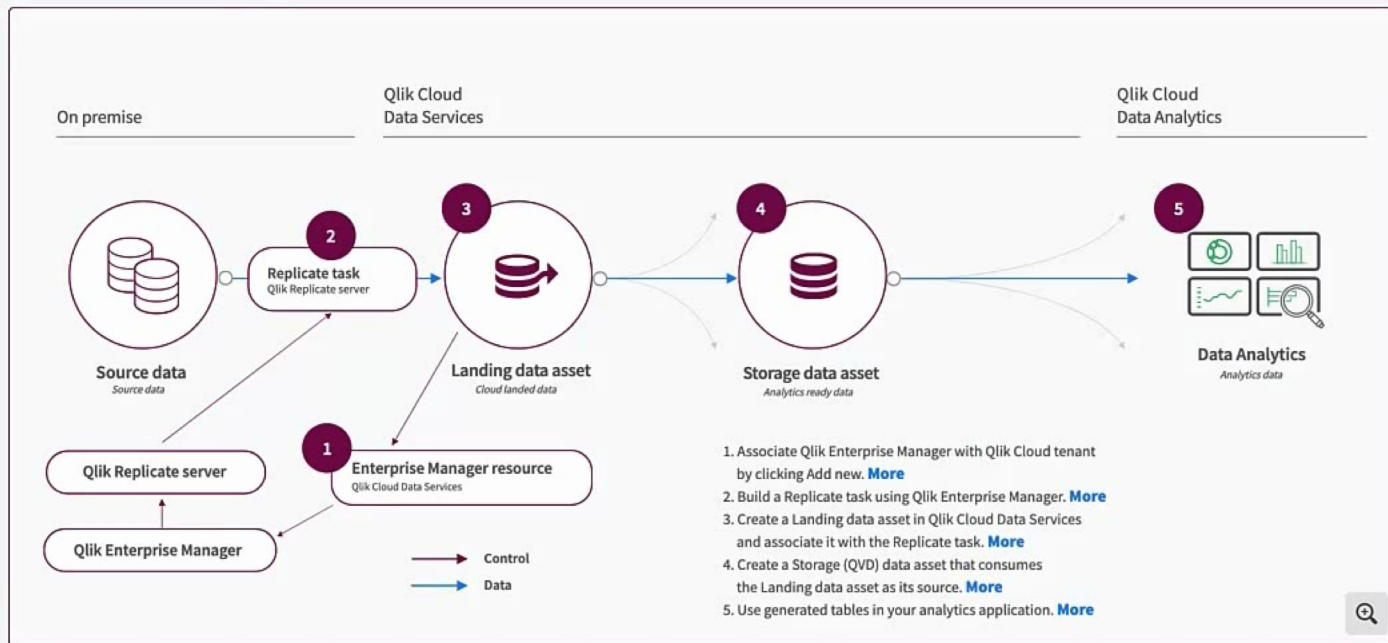 On premise
Qlik Cloud
Data Services
Qlik Cloud
Data Analytics
2
Replicate task
Qlik Replicate server
3
4
5
Source data
Source data
Landing data asset
Cloud landed data
Storage data asset
Analytics ready data
Data Analytics
Analytics data
Qlik Replicate server
Qlik Enterprise Manager
1
Enterprise Manager resource
Qlik Cloud Data Services
Control
Data
1. Associate Qlik Enterprise Manager with Qlik Cloud tenant
by clicking Add new. More
2. Build a Replicate task using Qlik Enterprise Manager. More
3. Create a Landing data asset in Qlik Cloud Data Services
and associate it with the Replicate task. More
4. Create a Storage (QVD) data asset that consumes
the Landing data asset as its source. More
5. Use generated tables in your analytics application. More